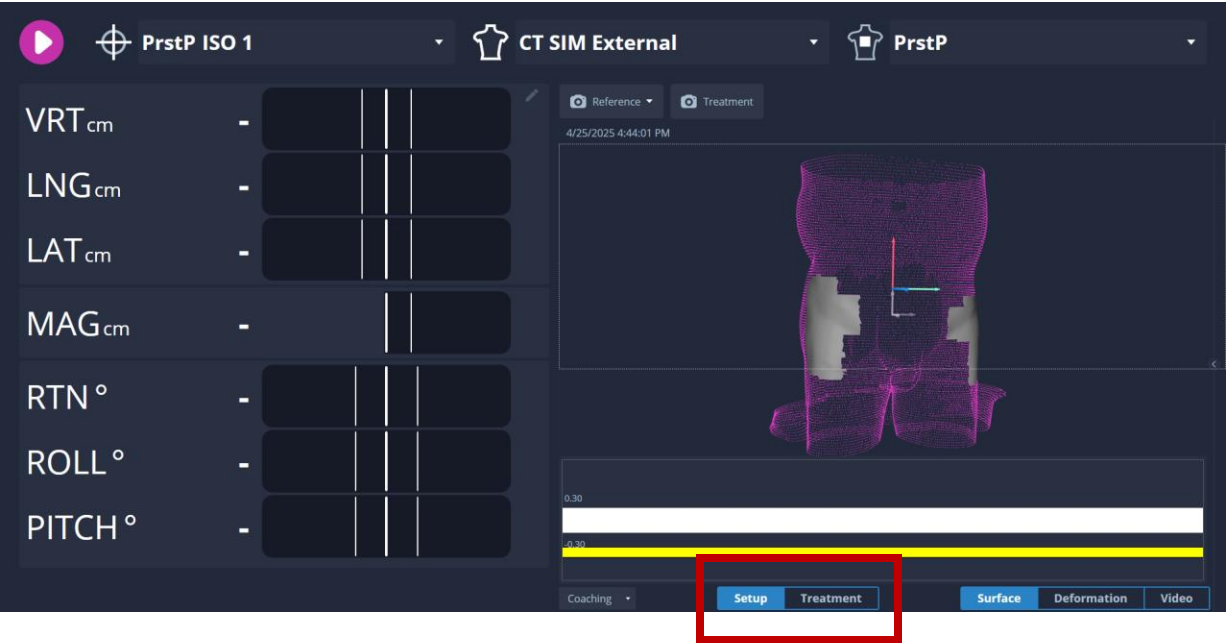 PrstP ISO 1
CT SIM External
PrstP
VRT cm -
LNG cm -
LAT cm -
MAG cm -
RTN ° -
ROLL ° -
PITCH ° -
Reference
Treatment
4/25/2025 4:44:01 PM
0.30
-0.30
Coaching
Setup
Treatment
Surface
Deformation
Video